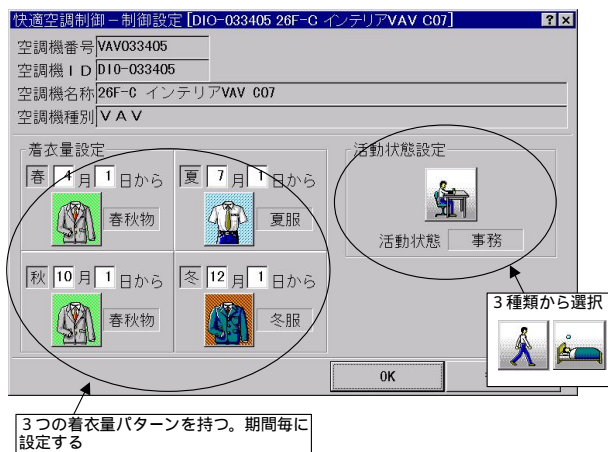 快適空調制御－制御設定 [DIO-033405 26F-C インテリアVAV C07]
空調機番号 VAV033405
空調機ＩＤ DIO-033405
空調機名称 26F-C インテリアVAV C07
空調機種別 ＶＡＶ
着衣量設定
活動状態設定
春 4 月 1 日から 夏 7 月 1 日から
春秋物 夏服
活動状態 事務
秋 10 月 1 日から 冬 12 月 1 日から
春秋物 冬服
３種類から選択
OK
３つの着衣量パターンを持つ。期間毎に
設定する